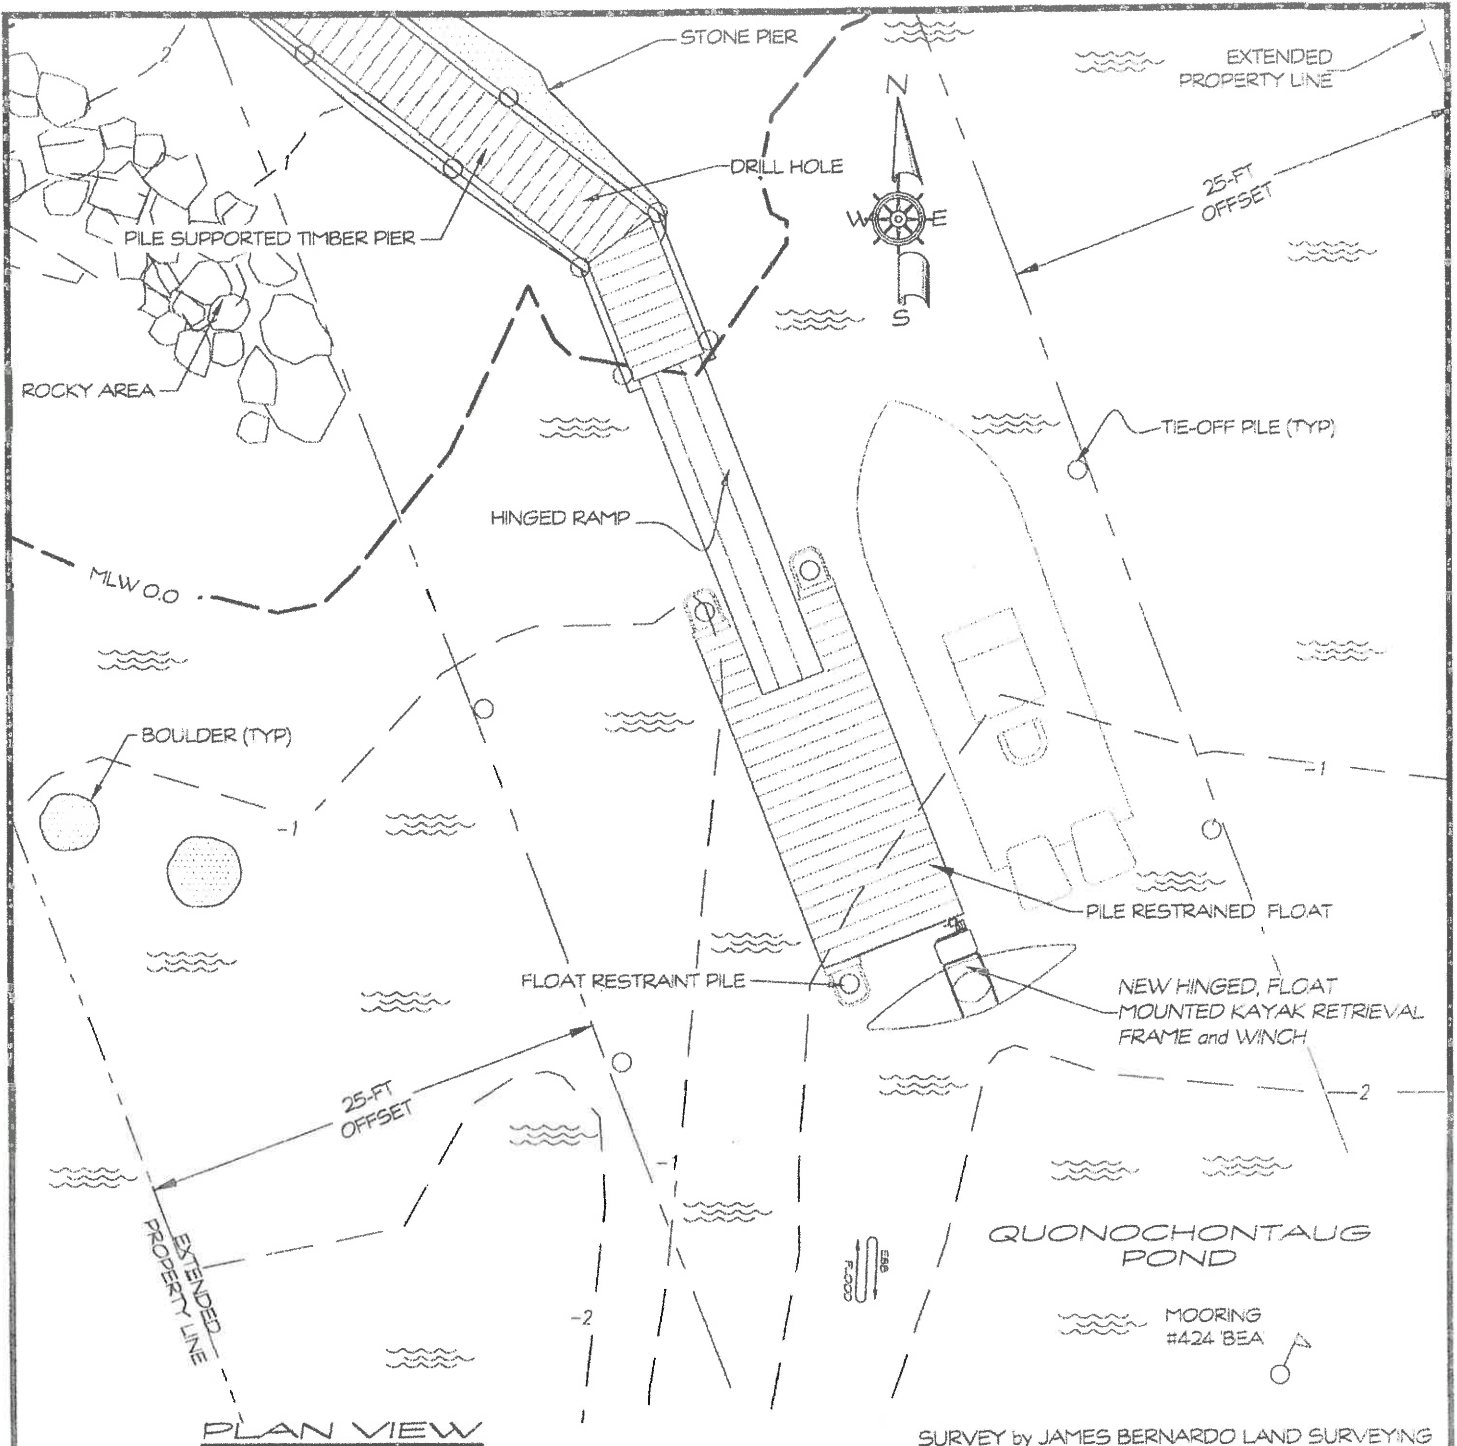 2
STONE PIER
EXTENDED
PROPERTY LINE
N
DRILL HOLE
25-FT
OFFSET
W
E
PILE SUPPORTED TIMBER PIER
S
ROCKY AREA
TIE-OFF PILE (TYP)
HINGED RAMP
MLW 0.0
BOULDER (TYP)
-1
-1
PILE RESTRAINED FLOAT
FLOAT RESTRAINT PILE
NEW HINGED, FLOAT
MOUNTED KAYAK RETRIEVAL
FRAME and WINCH
25-FT
OFFSET
2
-1
EXTENDED
PROPERTY LINE
QUONOCHONTAUG
POND
EBB
FLOOD
-2
MOORING
#424 'BEA'
PLAN VIEW
SURVEY by JAMES BERNARDO LAND SURVEYING